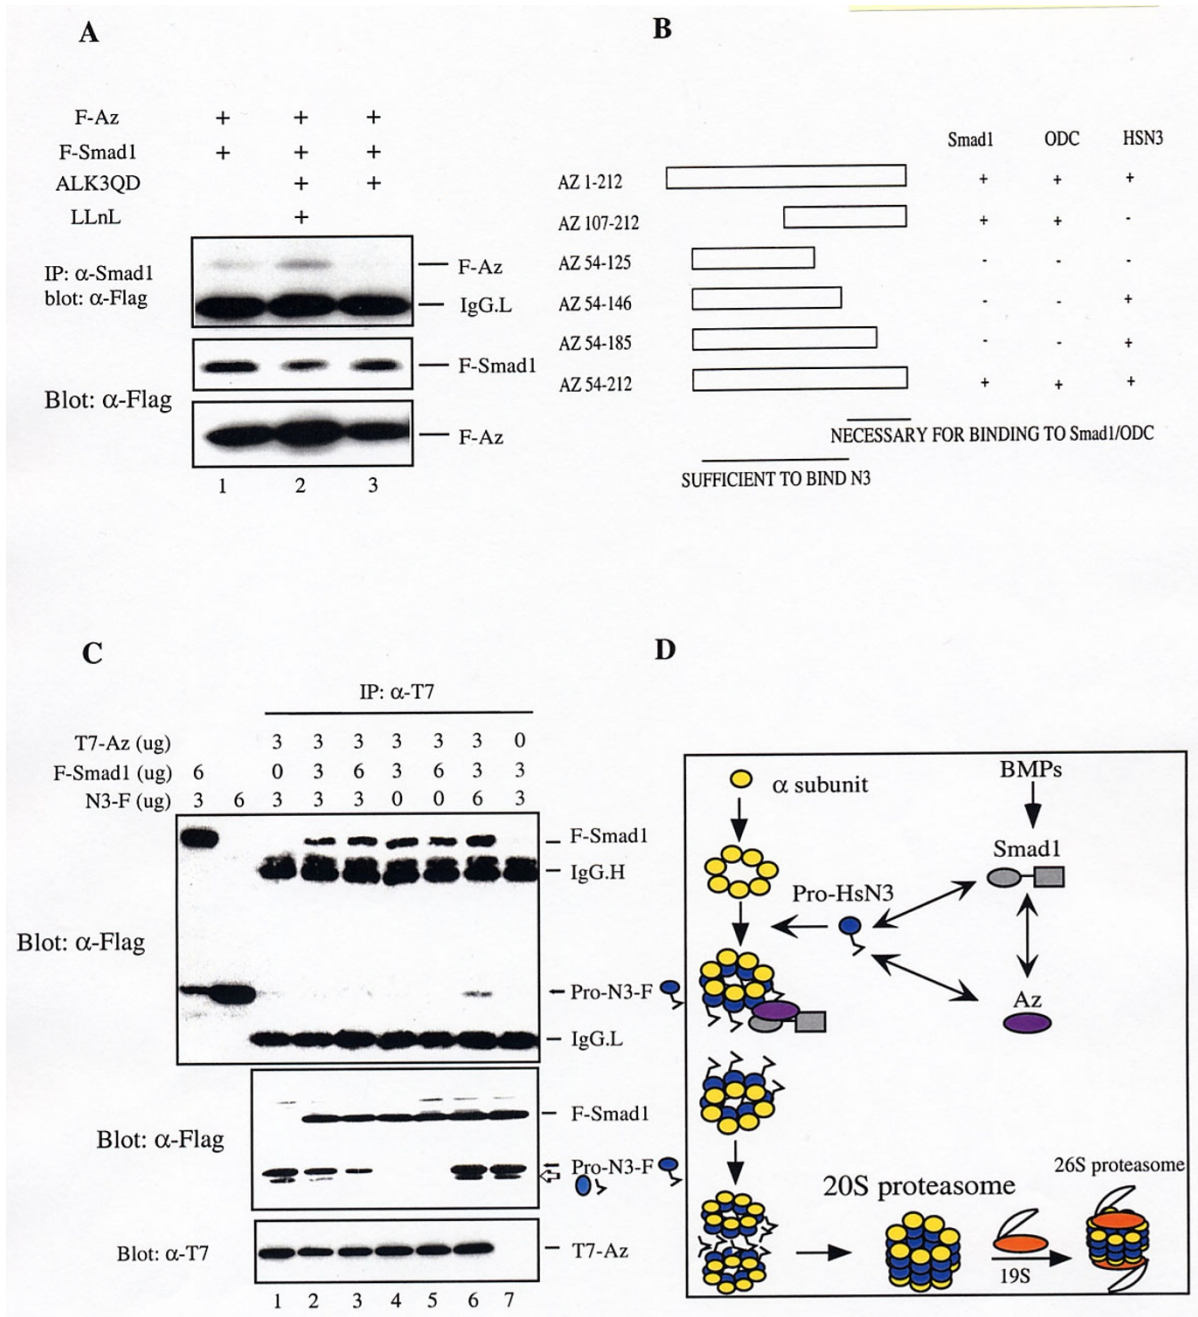 A
F-Az + + +
F-Smad1 + + +
ALK3QD + +
LLnL +
IP: α-Smad1
blot: α-Flag
F-Az
IgG.L
F-Smad1
Blot: α-Flag
F-Az
1 2 3
B
Smad1 ODC HSN3
AZ 1-212 + + +
AZ 107-212 + + -
AZ 54-125 - - -
AZ 54-146 - - +
AZ 54-185 - - +
AZ 54-212 + + +
NECESSARY FOR BINDING TO Smad1/ODC
SUFFICIENT TO BIND N3
C
IP: α-T7
T7-Az (ug) 3 3 3 3 3 3 0
F-Smad1 (ug) 6 0 3 6 3 6 3 3
N3-F (ug) 3 6 3 3 3 0 0 6 3
F-Smad1
IgG.H
Blot: α-Flag
Pro-N3-F
IgG.L
F-Smad1
Blot: α-Flag
Pro-N3-F
Blot: α-T7
T7-Az
1 2 3 4 5 6 7
D
α subunit
BMPs
Smad1
Pro-HsN3
Az
20S proteasome
26S proteasome
19S